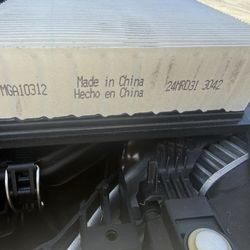 MGA10312
Made in China
Hecho en China
24MR031 3042